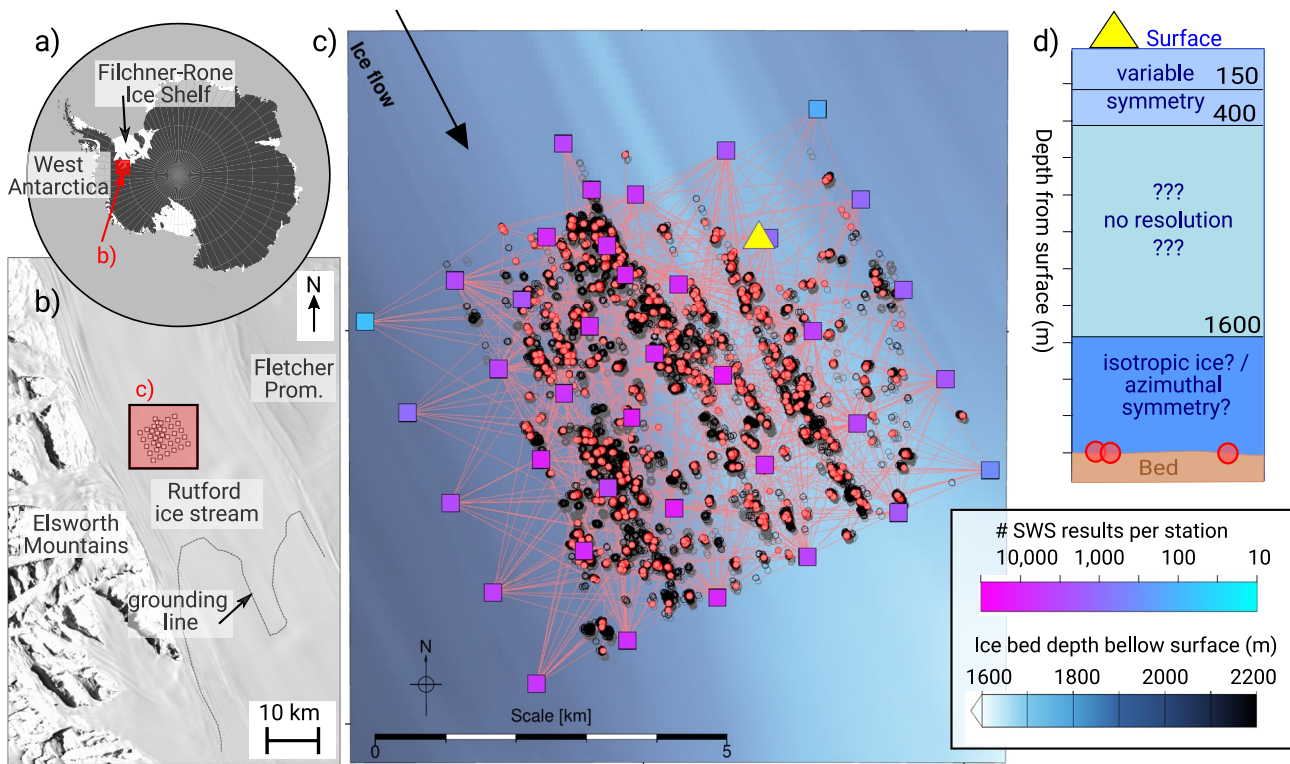 a)
Filchner-Rone
Ice Shelf
West
Antarctica
b)
b)
N
Fletcher
Prom.
c)
Rutford
ice stream
Elsworth
Mountains
grounding
line
10 km
c)
Ice flow
N
Scale [km]
0
5
d)
Surface
variable
150
symmetry
400
???
no resolution
???
1600
isotropic ice? /
azimuthal
symmetry?
Bed
Depth from surface (m)
# SWS results per station
10,000
1,000
100
10
Ice bed depth bellow surface (m)
1600
1800
2000
2200